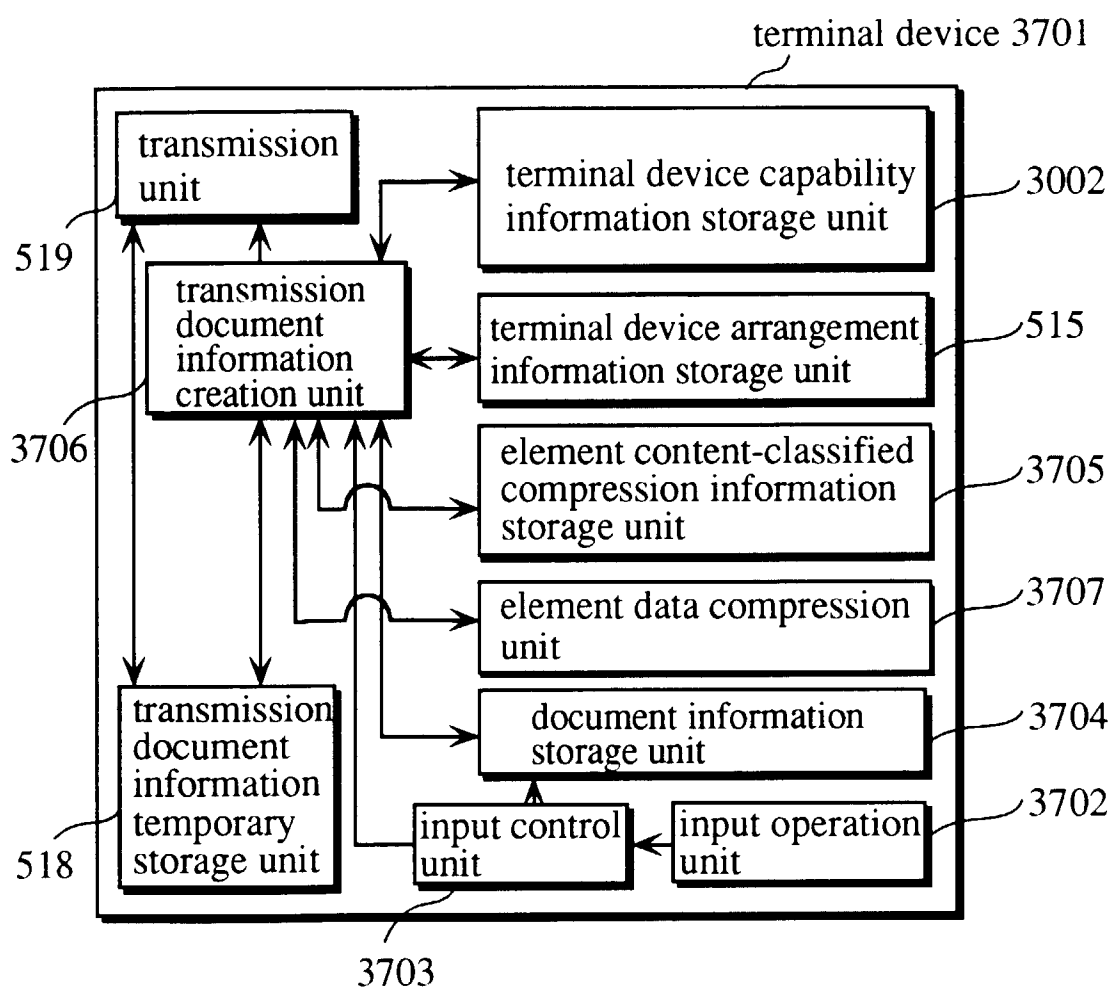 terminal device 3701
transmission
unit
519
terminal device capability
information storage unit
3002
transmission
document
information
creation unit
3706
terminal device arrangement
information storage unit
515
element content-classified
compression information
storage unit
3705
element data compression
unit
3707
transmission
document
information
temporary
storage unit
518
document information
storage unit
3704
input control
unit
3703
input operation
unit
3702